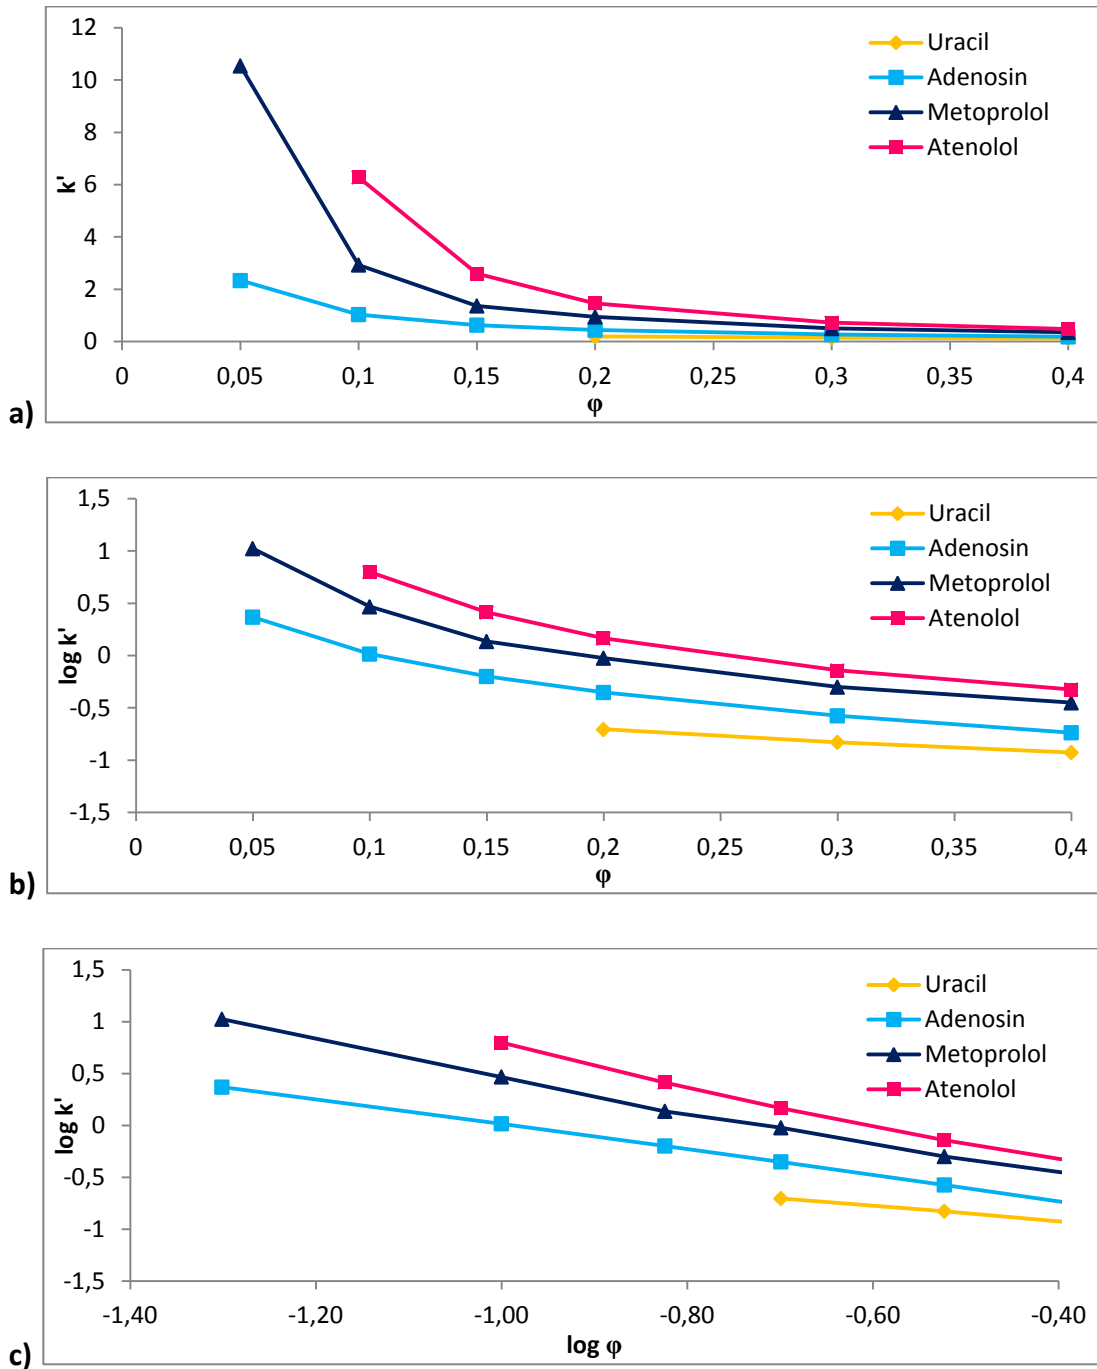 12
10
8
6
4
2
0
k'
0
0,05
0,1
0,15
0,2
0,25
0,3
0,35
0,4
φ
Uracil
Adenosin
Metoprolol
Atenolol
a)
1,5
1
0,5
0
-0,5
-1
-1,5
log k'
0
0,05
0,1
0,15
0,2
0,25
0,3
0,35
0,4
φ
Uracil
Adenosin
Metoprolol
Atenolol
b)
1,5
1
0,5
0
-0,5
-1
-1,5
log k'
-1,40
-1,20
-1,00
-0,80
-0,60
-0,40
log φ
Uracil
Adenosin
Metoprolol
Atenolol
c)